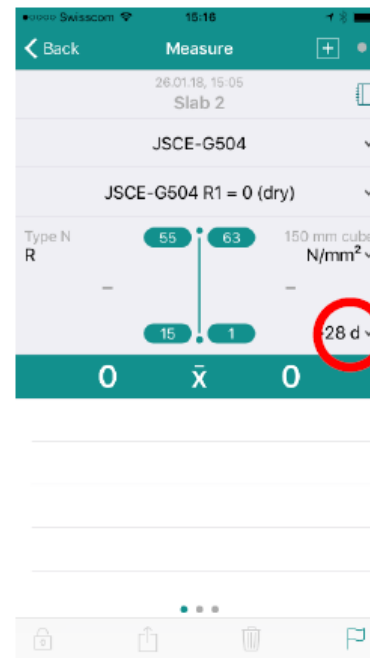 Swisscom 15:16
Back Measure
26.01.18, 15:05
Slab 2
JSCE-G504
JSCE-G504 R1 = 0 (dry)
Type N 55 63 150 mm cube
R N/mm²
– –
15 1 28 d
0 x̄ 0